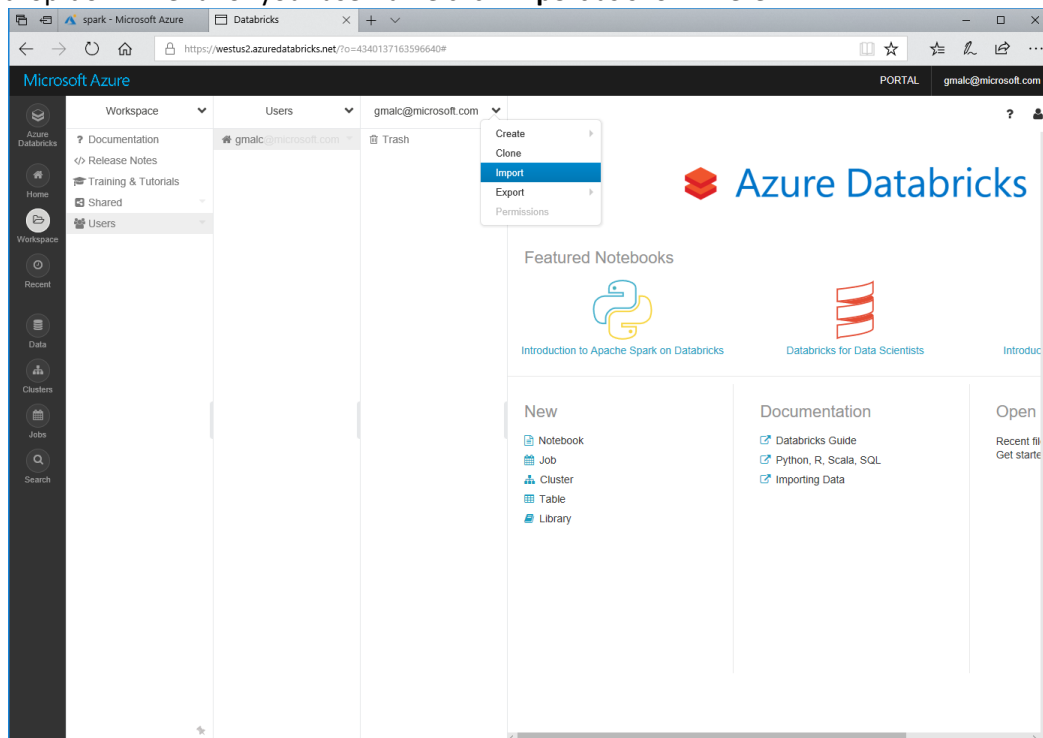 spark - Microsoft Azure
Databricks
https://westus2.azuredatabricks.net/?o=4340137163596640#
Microsoft Azure
PORTAL
gmalc@microsoft.com
Workspace
Users
gmalc@microsoft.com
?
Azure
Databricks
? Documentation
</> Release Notes
Training & Tutorials
Shared
Users
gmalc@microsoft.com
Trash
Create
Clone
Import
Export
Permissions
Home
Workspace
Recent
Data
Clusters
Jobs
Search
Azure Databricks
Featured Notebooks
Introduction to Apache Spark on Databricks
Databricks for Data Scientists
Introduc
New
Notebook
Job
Cluster
Table
Library
Documentation
Databricks Guide
Python, R, Scala, SQL
Importing Data
Open
Recent fil
Get starte